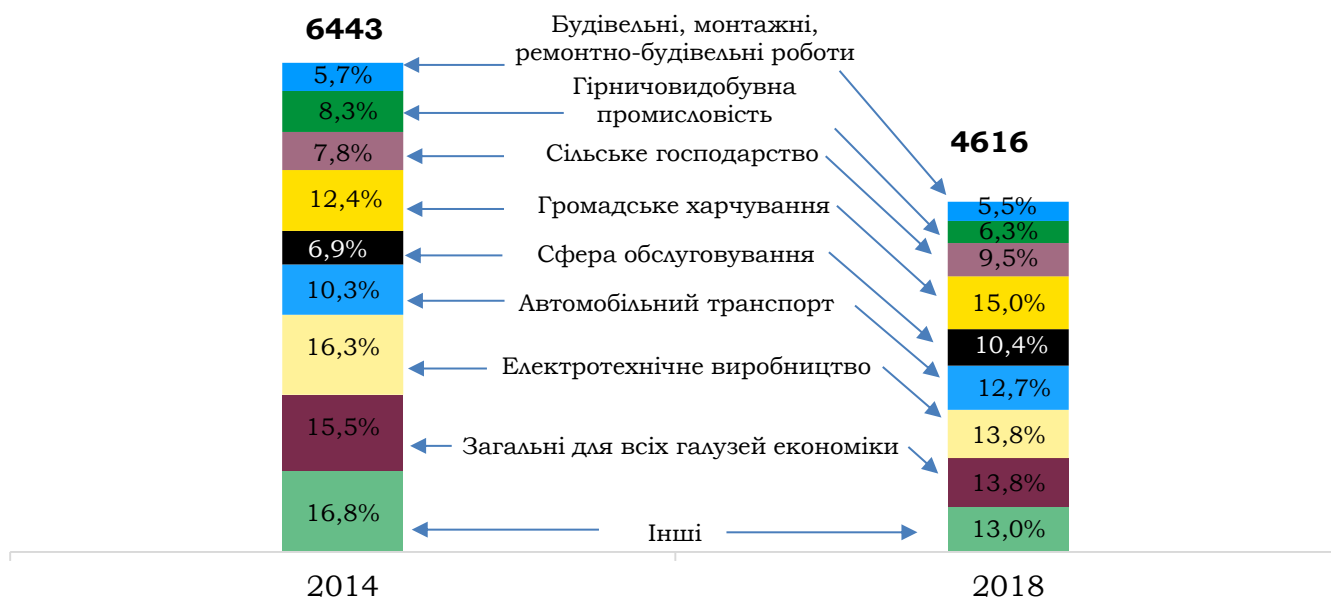 6443
Будівельні, монтажні,
ремонтно-будівельні роботи
5,7%
Гірничовидобувна
промисловість
8,3%
4616
7,8%
Сільське господарство
12,4%
Громадське харчування
5,5%
6,3%
6,9%
Сфера обслуговування
9,5%
10,3%
Автомобільний транспорт
15,0%
16,3%
10,4%
Електротехнічне виробництво
12,7%
15,5%
13,8%
Загальні для всіх галузей економіки
13,8%
16,8%
Інші
13,0%
2014
2018